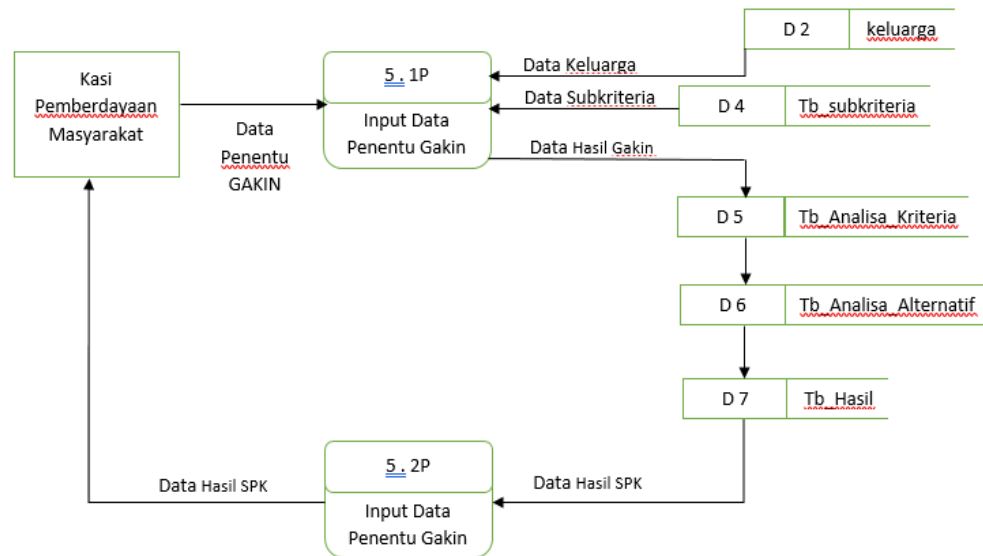 D 2
keluarga
Kasi
Pemberdayaan
Masyarakat
5 . 1P
Data Keluarga
Data Subkriteria
D 4
Tb_subkriteria
Data
Penentu
GAKIN
Input Data
Penentu Gakin
Data Hasil Gakin
D 5
Tb_Analisa_Kriteria
D 6
Tb_Analisa_Alternatif
D 7
Tb_Hasil
5 . 2P
Data Hasil SPK
Data Hasil SPK
Input Data
Penentu Gakin